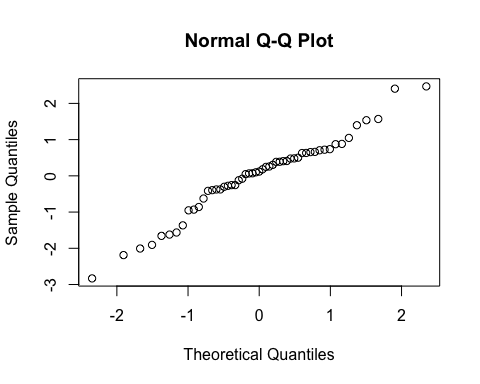 Normal Q-Q Plot
Sample Quantiles
2
1
0
-1
-2
-3
-2 -1 0 1 2
Theoretical Quantiles